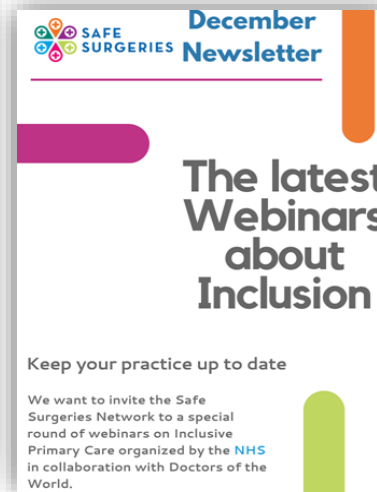 SAFE
SURGERIES
December
Newsletter
The latest
Webinars
about
Inclusion
Keep your practice up to date
We want to invite the Safe
Surgeries Network to a special
round of webinars on Inclusive
Primary Care organized by the NHS
in collaboration with Doctors of the
World.